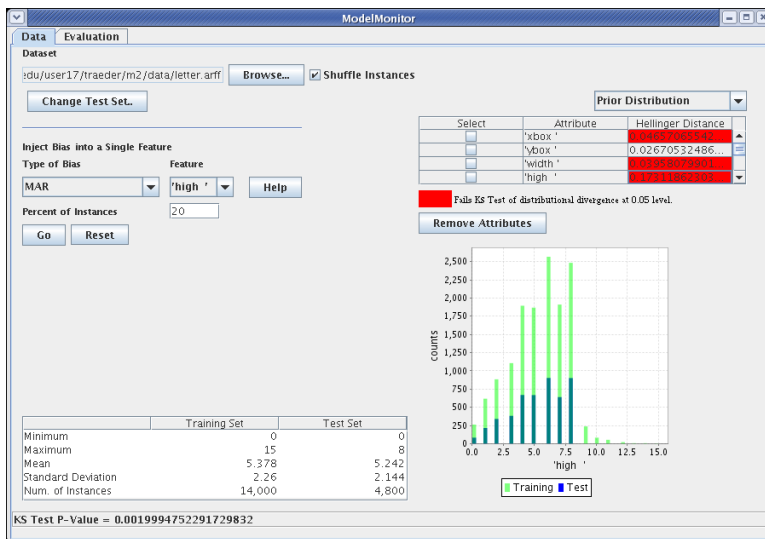 ModelMonitor
Data Evaluation
Dataset
edu/user17/traeder/m2/data/letter.arff Browse... Shuffle Instances
Change Test Set..
Prior Distribution
Select Attribute Hellinger Distance
'xbox ' 0.04657065542...
'ybox ' 0.02670532486...
'width ' 0.03958079001...
'high ' 0.17311862303...
Fails KS Test of distributional divergence at 0.05 level.
Remove Attributes
Inject Bias into a Single Feature
Type of Bias Feature
MAR 'high ' Help
Percent of Instances 20
Go Reset
counts
2,500
2,250
2,000
1,750
1,500
1,250
1,000
750
500
250
0
0.0 2.5 5.0 7.5 10.0 12.5 15.0
'high '
Training Test
Training Set Test Set
Minimum 0 0
Maximum 15 8
Mean 5.378 5.242
Standard Deviation 2.26 2.144
Num. of Instances 14,000 4,800
KS Test P-Value = 0.0019994752291729832